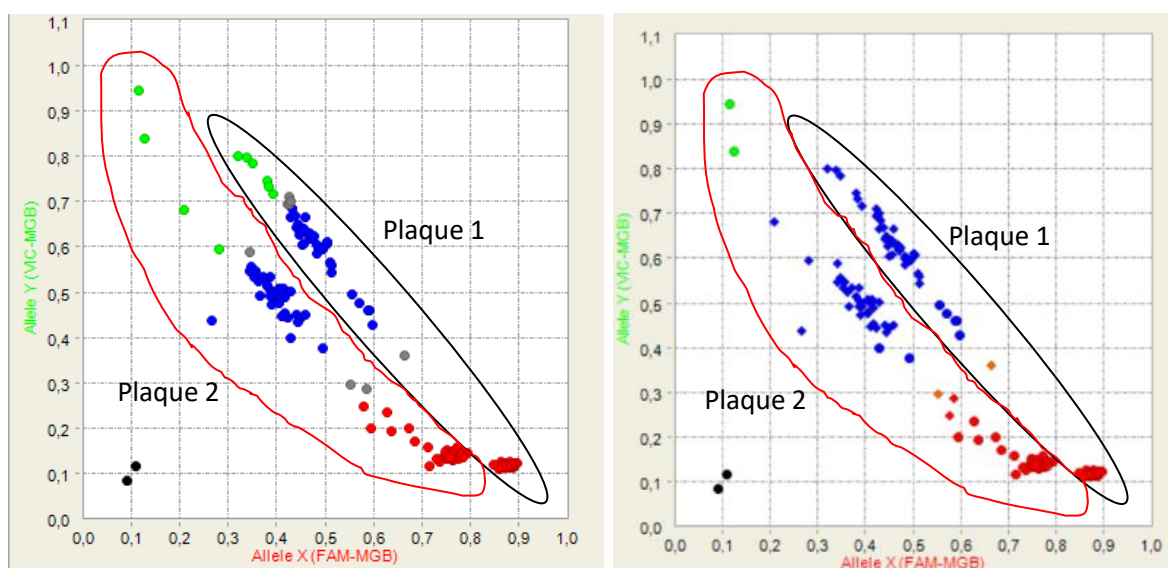 1,1
1,0
0,9
0,8
0,7
0,6
0,5
0,4
0,3
0,2
0,1
0,0
Allele Y (VIC-MGB)
Plaque 1
Plaque 2
0,0 0,1 0,2 0,3 0,4 0,5 0,6 0,7 0,8 0,9 1,0
Allele X (FAM-MGB)
1,1
1,0
0,9
0,8
0,7
0,6
0,5
0,4
0,3
0,2
0,1
0,0
Allele Y (VIC-MGB)
Plaque 1
Plaque 2
0,0 0,1 0,2 0,3 0,4 0,5 0,6 0,7 0,8 0,9 1,0
Allele X (FAM-MGB)